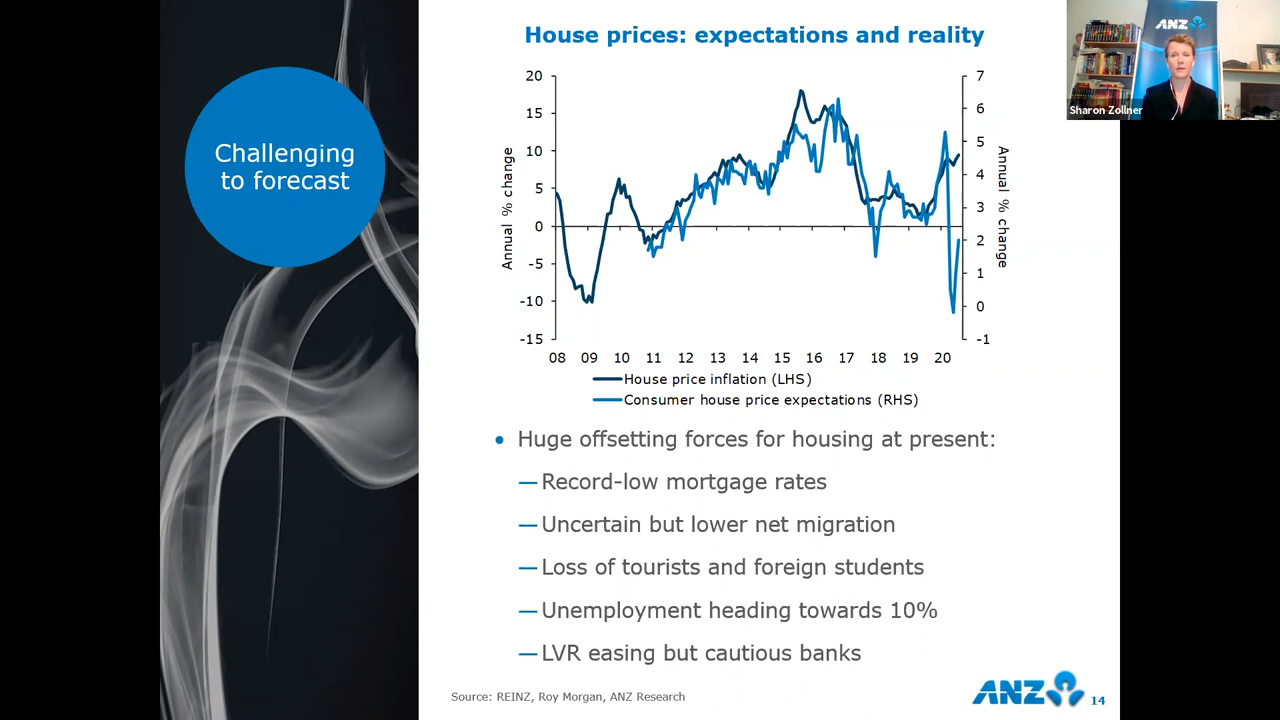 House prices: expectations and reality
ANZ
Sharon Zollner
Challenging
to forecast
20
15
10
5
0
-5
-10
-15
Annual % change
7
6
5
4
3
2
1
0
-1
Annual % change
08 09 10 11 12 13 14 15 16 17 18 19 20
House price inflation (LHS)
Consumer house price expectations (RHS)
• Huge offsetting forces for housing at present:
—Record-low mortgage rates
—Uncertain but lower net migration
—Loss of tourists and foreign students
—Unemployment heading towards 10%
—LVR easing but cautious banks
Source: REINZ, Roy Morgan, ANZ Research
ANZ
14